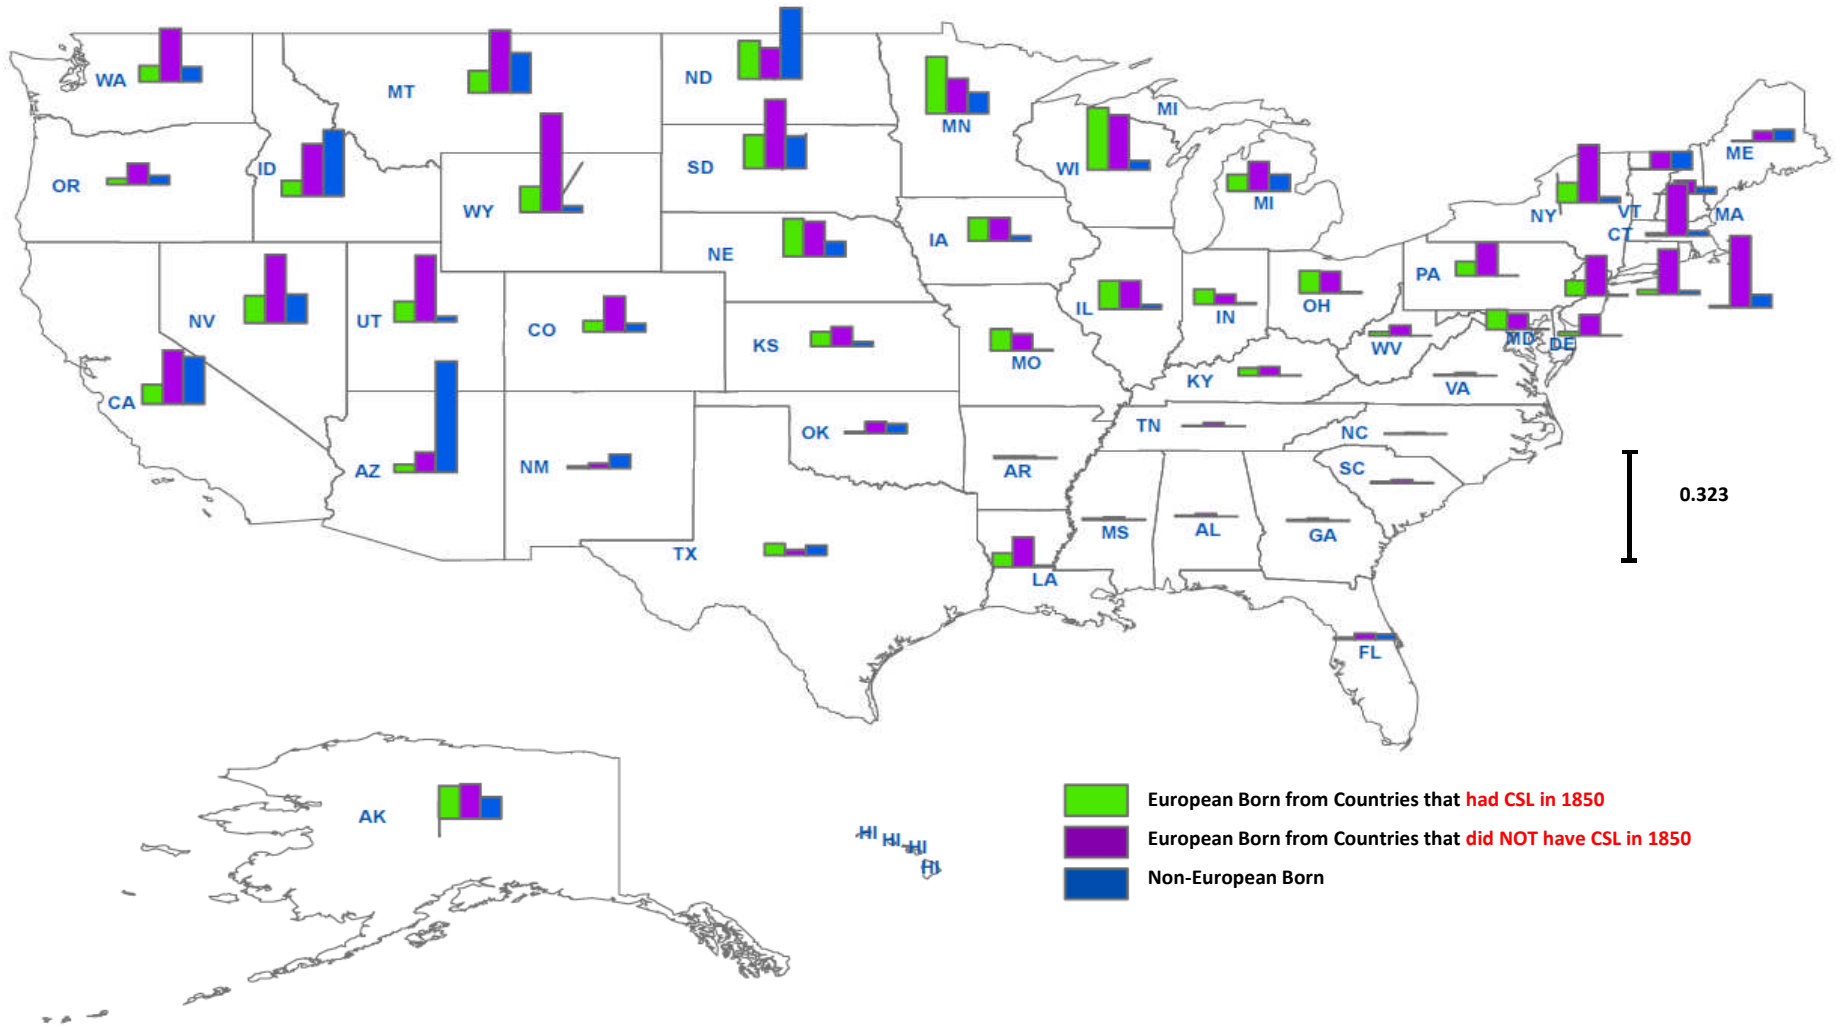 WA
MT
ND
MN
MI
OR
ID
SD
WI
MI
ME
WY
NY
VT
MA
CT
IA
NE
PA
NV
UT
CO
IL
IN
OH
KS
MO
WV
MD
DE
CA
KY
VA
AZ
NM
OK
TN
NC
AR
SC
0.323
TX
MS
AL
GA
LA
FL
AK
HI
HI
HI
HI
European Born from Countries that had CSL in 1850
European Born from Countries that did NOT have CSL in 1850
Non-European Born